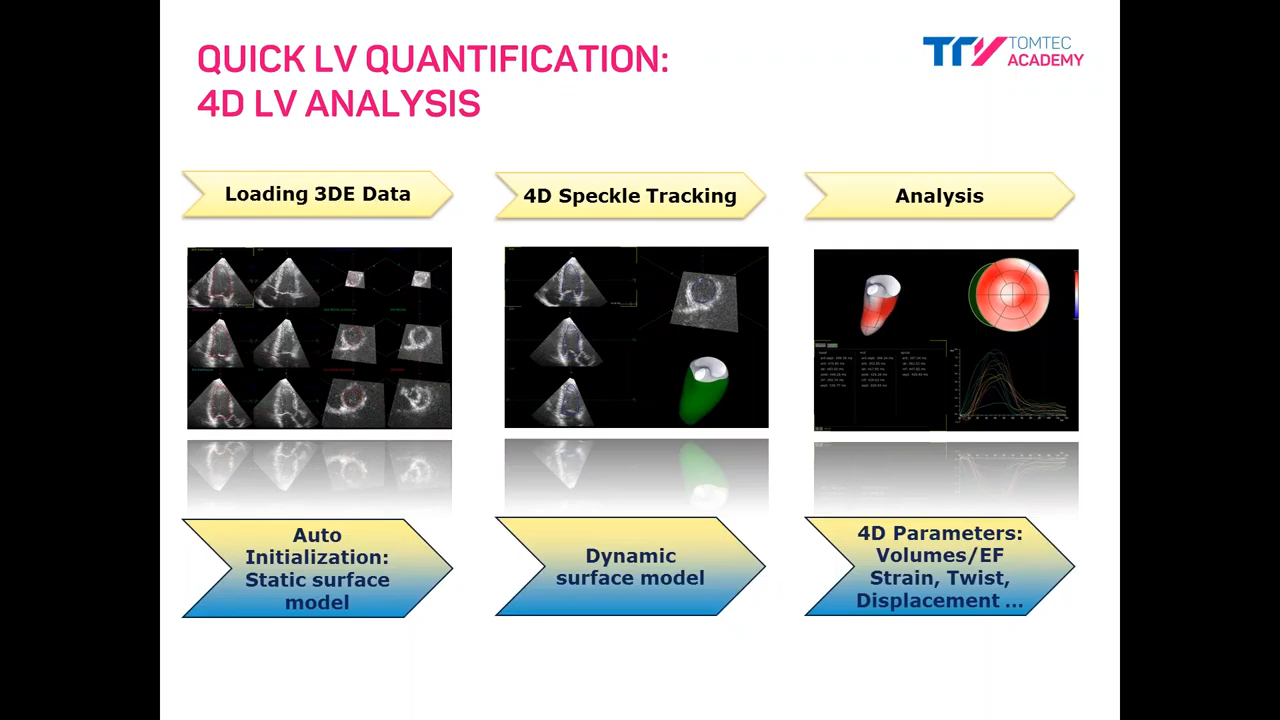 QUICK LV QUANTIFICATION:
4D LV ANALYSIS
TOMTEC
ACADEMY
Loading 3DE Data
4D Speckle Tracking
Analysis
Auto
Initialization:
Static surface
model
Dynamic
surface model
4D Parameters:
Volumes/EF
Strain, Twist,
Displacement ...